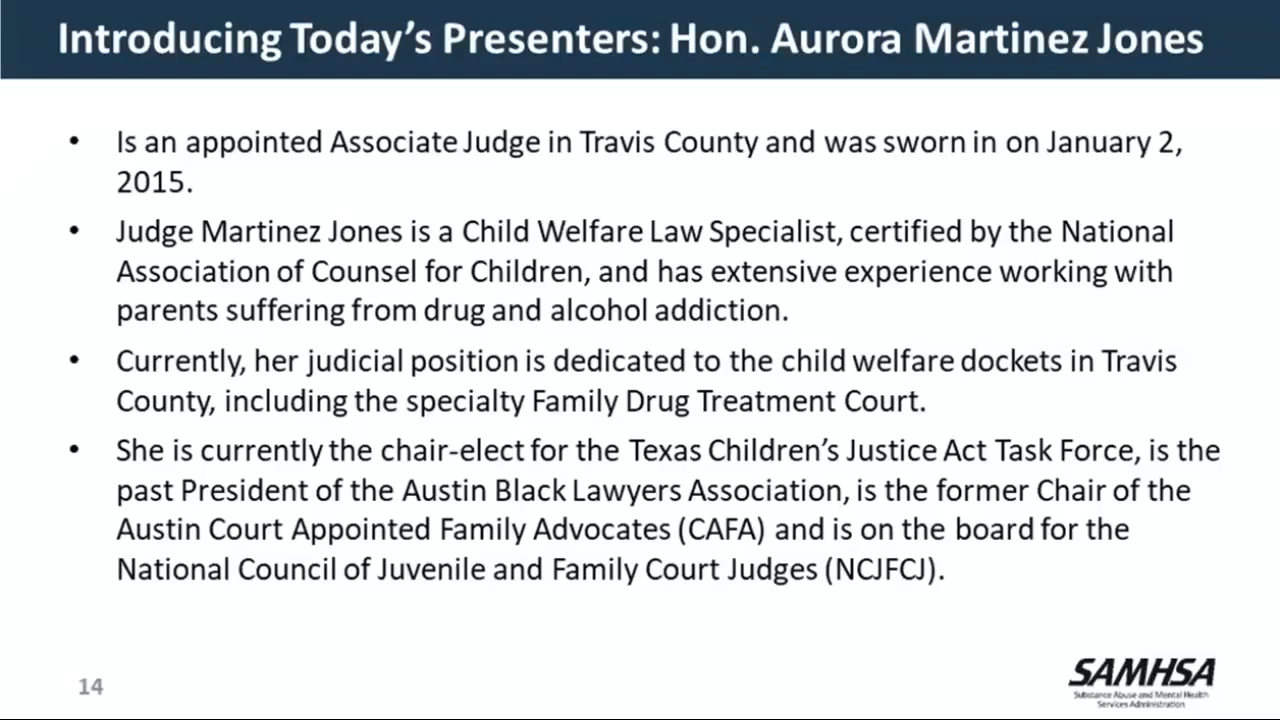 Introducing Today's Presenters: Hon. Aurora Martinez Jones
• Is an appointed Associate Judge in Travis County and was sworn in on January 2,
2015.
• Judge Martinez Jones is a Child Welfare Law Specialist, certified by the National
Association of Counsel for Children, and has extensive experience working with
parents suffering from drug and alcohol addiction.
• Currently, her judicial position is dedicated to the child welfare dockets in Travis
County, including the specialty Family Drug Treatment Court.
• She is currently the chair-elect for the Texas Children's Justice Act Task Force, is the
past President of the Austin Black Lawyers Association, is the former Chair of the
Austin Court Appointed Family Advocates (CAFA) and is on the board for the
National Council of Juvenile and Family Court Judges (NCJFCJ).
14
SAMHSA
Substance Abuse and Mental Health
Services Administration